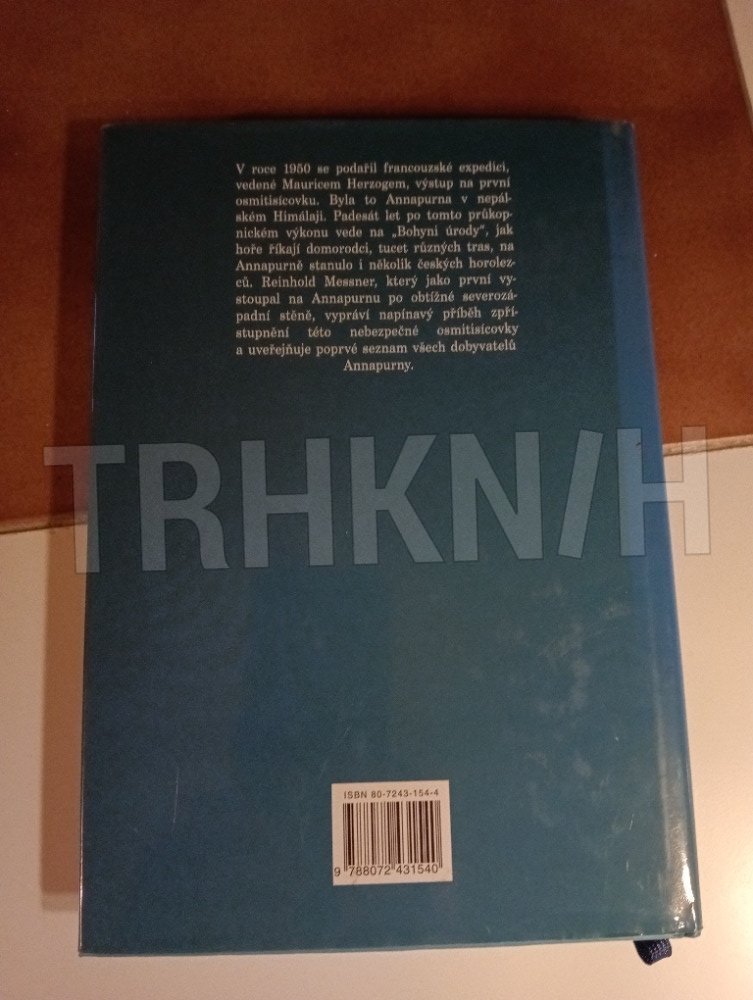 V roce 1950 se podařil francouzské expedici,
vedené Mauricem Herzogem, výstup na první
osmitisícovku. Byla to Annapurna v nepál-
ském Himálaji. Padesát let po tomto průkop-
nickém výkonu vede na „Bohyni úrody“, jak
hoře říkají domorodci, tucet různých tras, na
Annapurně stanulo i několik českých horolez-
ců. Reinhold Messner, který jako první vy-
stoupal na Annapurnu po obtížné severozá-
padní stěně, vypráví napínavý příběh zpří-
stupnění této nebezpečné osmitisícovky
a uveřejňuje poprvé seznam všech dobyvatelů
Annapurny.
TRHKN/H
ISBN 80-7243-154-4
9 788072 431540